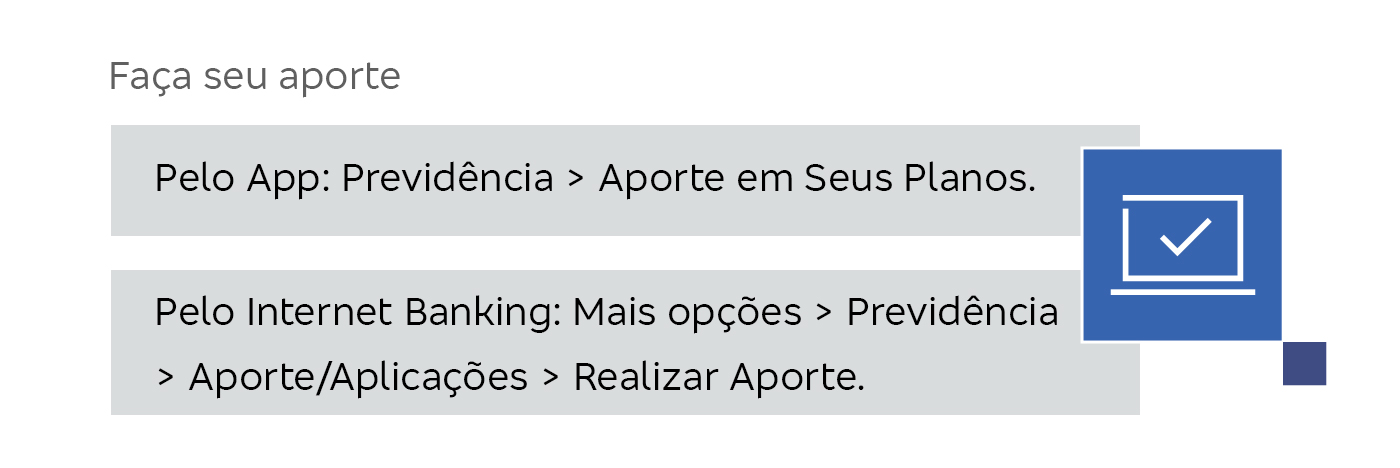 Faça seu aporte
Pelo App: Previdência > Aporte em Seus Planos.
Pelo Internet Banking: Mais opções > Previdência
> Aporte/Aplicações > Realizar Aporte.